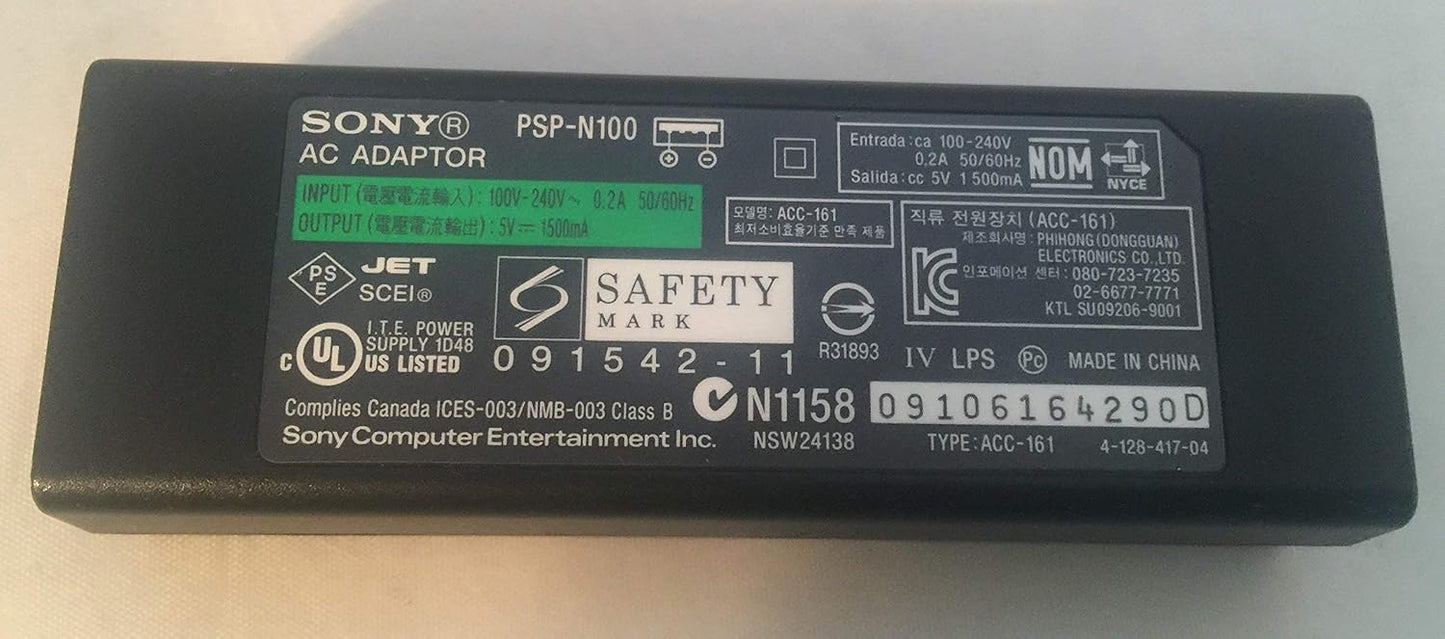 SONY® PSP-N100
AC ADAPTOR
INPUT (電壓電流輸入) : 100V-240V~ 0.2A 50/60Hz
OUTPUT (電壓電流輸出) : 5V⎓ 1500mA
Entrada : ca 100-240V
0.2A 50/60Hz
Salida : cc 5V 1500mA
NOM
NYCE
모델명: ACC-161
최저소비효율기준 만족 제품
직류 전원장치 (ACC-161)
제조회사명 : PHIHONG (DONGGUAN)
ELECTRONICS CO.,LTD.
인포메이션 센터 : 080-723-7235
02-6677-7771
KTL SU09206-9001
PS
E
JET
SCEI®
SAFETY
MARK
091542-11
R31893
c UL US LISTED
I.T.E. POWER
SUPPLY 1D48
IV LPS Pc MADE IN CHINA
Complies Canada ICES-003/NMB-003 Class B
Sony Computer Entertainment Inc.
N1158
NSW24138
09106164290D
TYPE : ACC-161 4-128-417-04